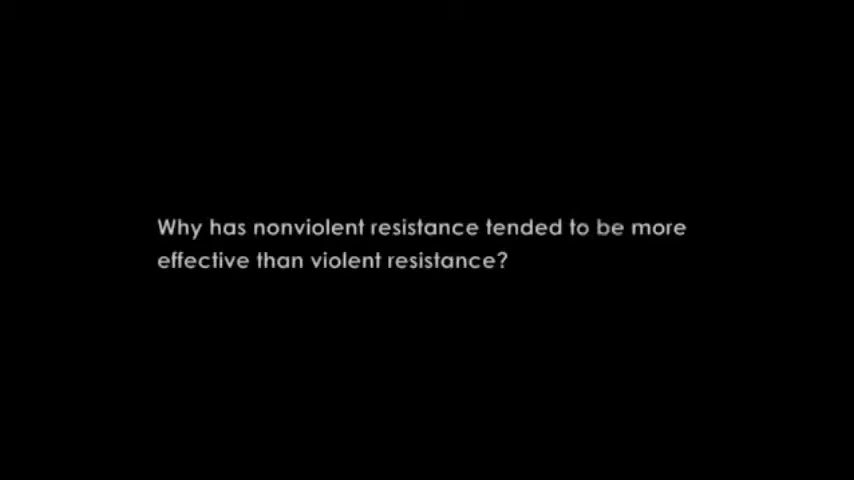 Why has nonviolent resistance tended to be more
effective than violent resistance?